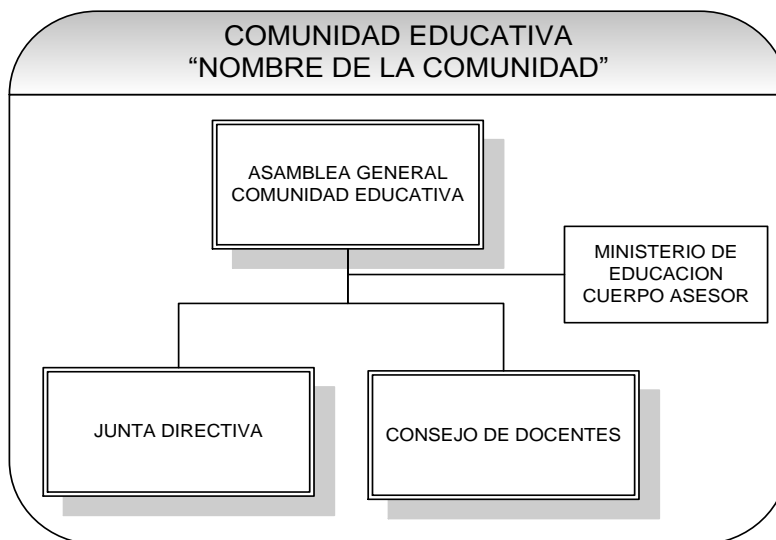 COMUNIDAD EDUCATIVA
“NOMBRE DE LA COMUNIDAD”
ASAMBLEA GENERAL
COMUNIDAD EDUCATIVA
MINISTERIO DE
EDUCACION
CUERPO ASESOR
JUNTA DIRECTIVA
CONSEJO DE DOCENTES